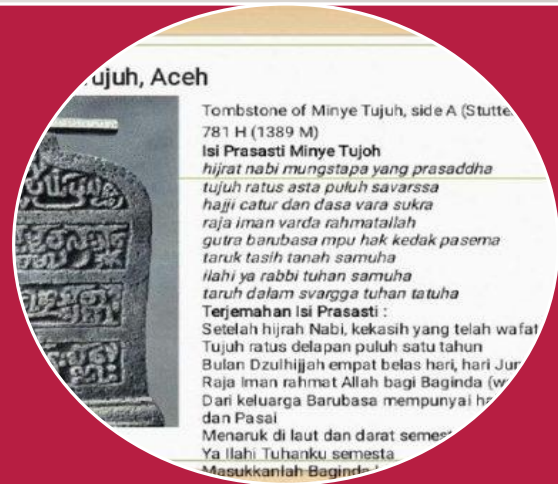 ujuh, Aceh
Tombstone of Minye Tujuh, side A
781 H (1389 M)
Isi Prasasti Minye Tujoh
hijrat nabi mungstapa yang prasaddha
tujuh ratus asta puluh savarssa
hajji catur dan dasa vara sukra
raja iman varda rahmatallah
gutra barubasa mpu hak kedak pasema
taruk tasih tanah samuha
ilahi ya rabbi tuhan samuha
taruh dalam svargga tuhan tatuha
Terjemahan Isi Prasasti :
Setelah hijrah Nabi, kekasih yang telah wafat
Tujuh ratus delapan puluh satu tahun
Bulan Dzulhijjah empat belas hari, hari
Raja Iman rahmat Allah bagi Baginda
Dari keluarga Barubasa mempunyai
dan Pasai
Menaruk di laut dan darat
Ya Ilahi Tuhanku semesta
Masukkanlah Baginda